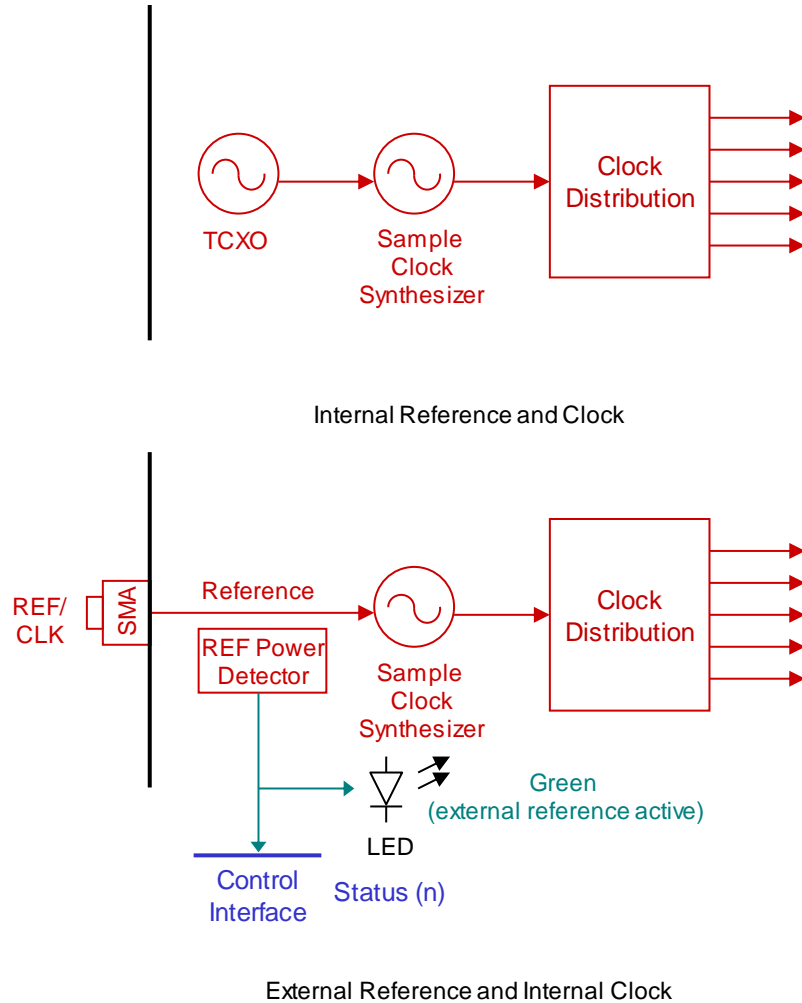 TCXO
Sample
Clock
Synthesizer
Clock
Distribution
Internal Reference and Clock
REF/
CLK
SMA
Reference
REF Power
Detector
Sample
Clock
Synthesizer
Clock
Distribution
LED
Green
(external reference active)
Control
Interface
Status (n)
External Reference and Internal Clock